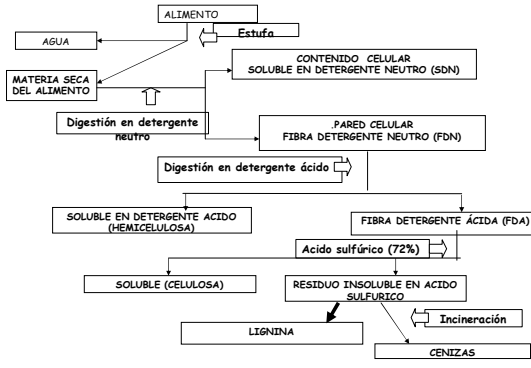 ALIMENTO
Estufa
AGUA
CONTENIDO CELULAR
SOLUBLE EN DETERGENTE NEUTRO (SDN)
MATERIA SECA
DEL ALIMENTO
Digestión en detergente
neutro
.PARED CELULAR
FIBRA DETERGENTE NEUTRO (FDN)
Digestión en detergente ácido
SOLUBLE EN DETERGENTE ACIDO
(HEMICELULOSA)
FIBRA DETERGENTE ÁCIDA (FDA)
Acido sulfúrico (72%)
SOLUBLE (CELULOSA)
RESIDUO INSOLUBLE EN ACIDO
SULFURICO
Incineración
LIGNINA
CENIZAS